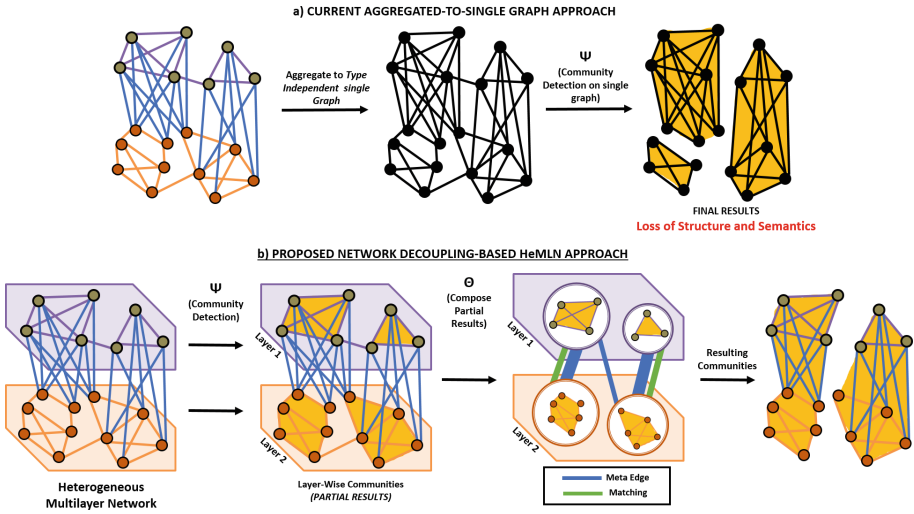 a) CURRENT AGGREGATED-TO-SINGLE GRAPH APPROACH
Aggregate to Type
Independent single
Graph
Ψ
(Community
Detection on single
graph)
FINAL RESULTS
Loss of Structure and Semantics
b) PROPOSED NETWORK DECOUPLING-BASED HeMLN APPROACH
Ψ
(Community
Detection)
Θ
(Compose
Partial
Results)
Layer 1
Layer 2
Layer 1
Layer 2
Resulting
Communities
Heterogeneous
Multilayer Network
Layer-Wise Communities
(PARTIAL RESULTS)
Meta Edge
Matching